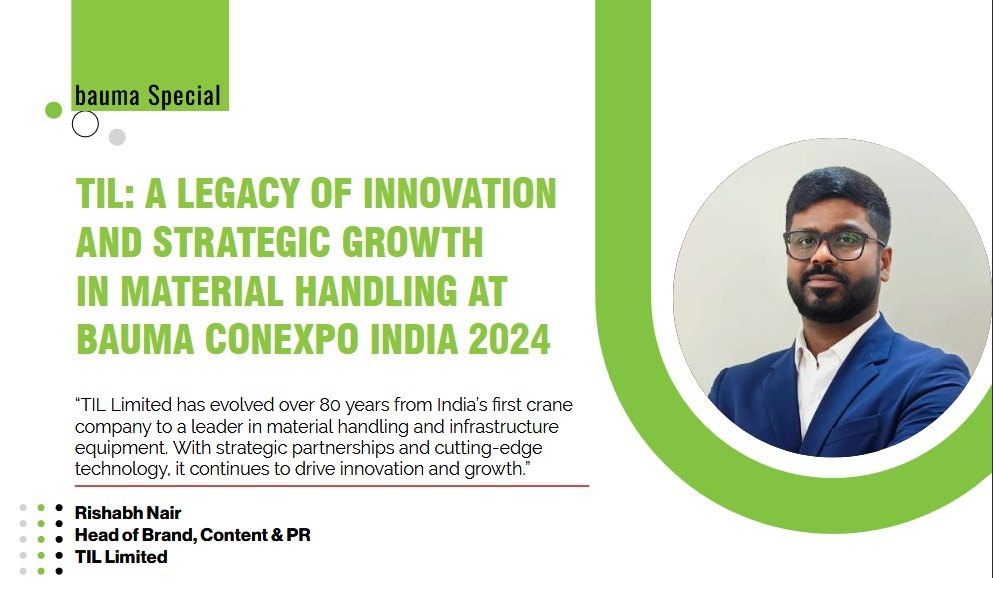 bauma Special
TIL: A LEGACY OF INNOVATION
AND STRATEGIC GROWTH
IN MATERIAL HANDLING AT
BAUMA CONEXPO INDIA 2024
“TIL Limited has evolved over 80 years from India’s first crane
company to a leader in material handling and infrastructure
equipment. With strategic partnerships and cutting-edge
technology, it continues to drive innovation and growth.”
Rishabh Nair
Head of Brand, Content & PR
TIL Limited